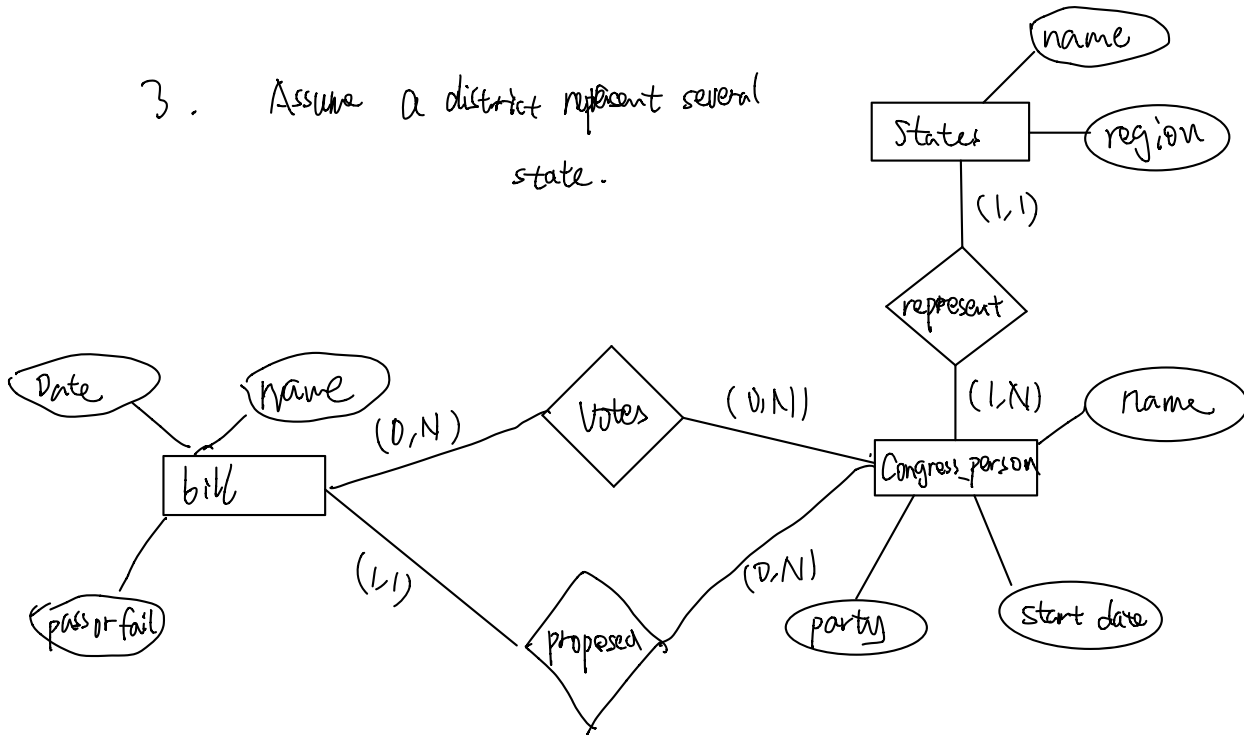 3. Assume a district represent several
state.
name
States
region
(1,1)
represent
(1,N)
name
Date
name
(0,N)
Votes
(0,N)
bill
Congress_person
(1,1)
(0,N)
pass or fail
proposed
party
start date